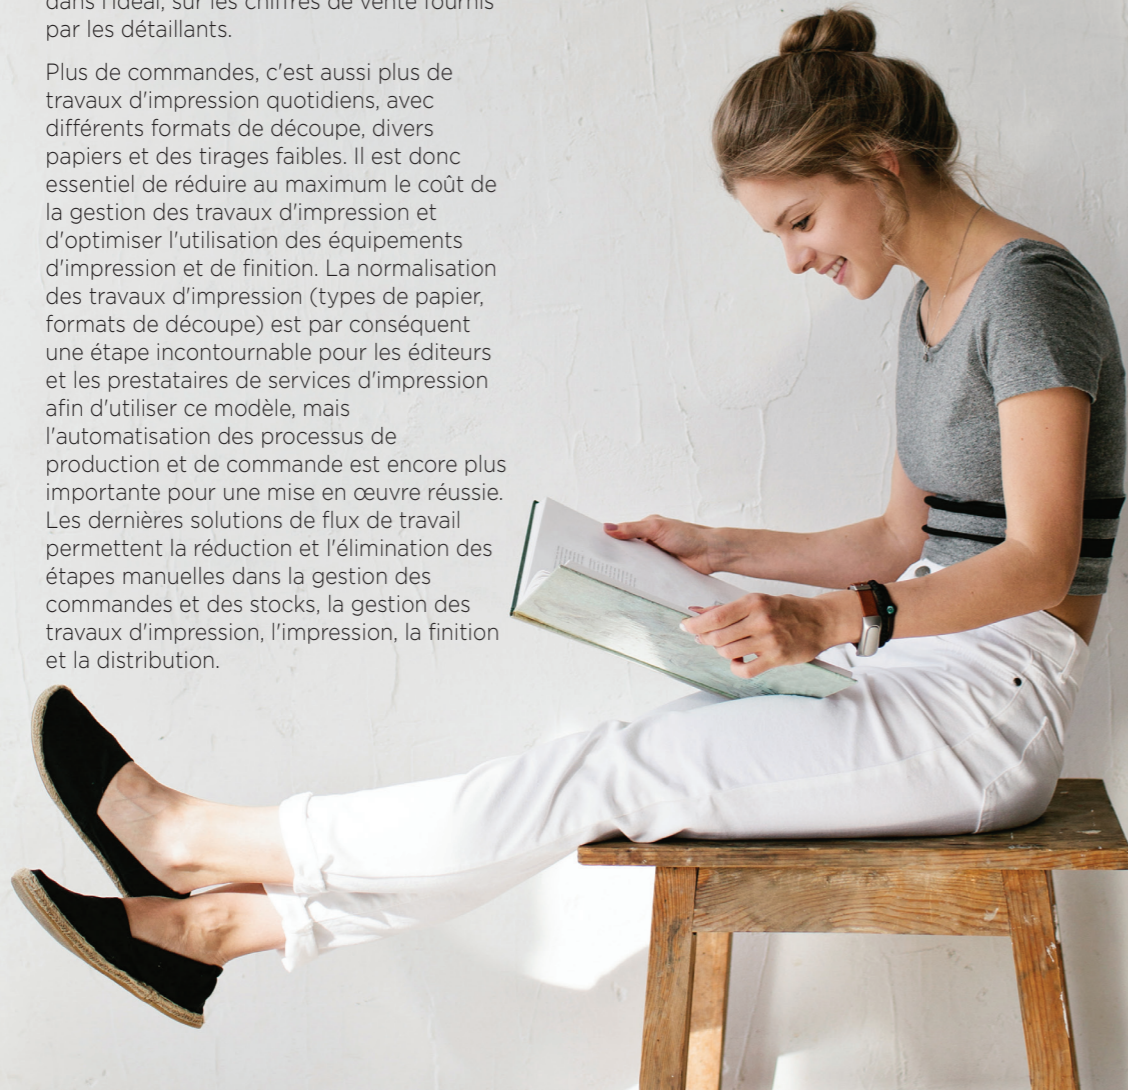 dans l'idéal, sur les chiffres de vente fournis
par les détaillants.
Plus de commandes, c'est aussi plus de
travaux d'impression quotidiens, avec
différents formats de découpe, divers
papiers et des tirages faibles. Il est donc
essentiel de réduire au maximum le coût de
la gestion des travaux d'impression et
d'optimiser l'utilisation des équipements
d'impression et de finition. La normalisation
des travaux d'impression (types de papier,
formats de découpe) est par conséquent
une étape incontournable pour les éditeurs
et les prestataires de services d'impression
afin d'utiliser ce modèle, mais
l'automatisation des processus de
production et de commande est encore plus
importante pour une mise en œuvre réussie.
Les dernières solutions de flux de travail
permettent la réduction et l'élimination des
étapes manuelles dans la gestion des
commandes et des stocks, la gestion des
travaux d'impression, l'impression, la finition
et la distribution.